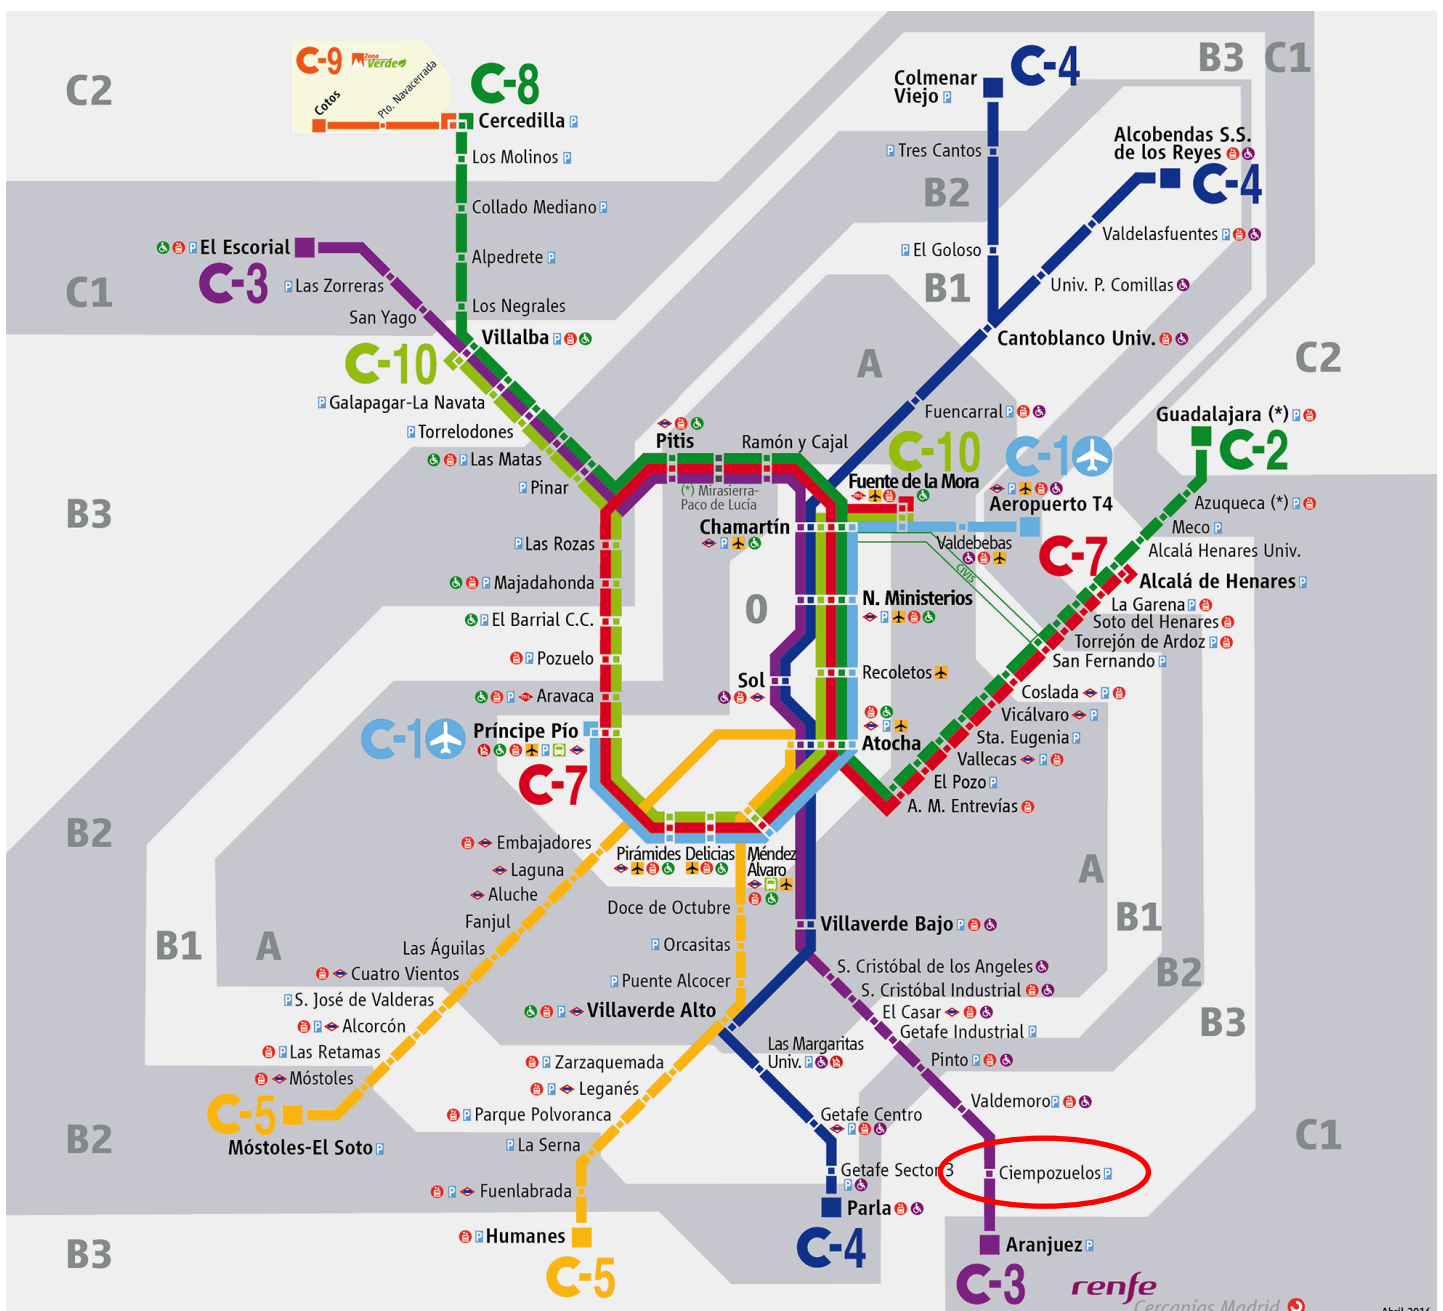 C2
C-9
Zona
Verde
Cotos
Pto. Navacerrada
C-8
Cercedilla P
Los Molinos P
Collado Mediano P
Alpedrete P
Los Negrales
Villalba P
C1
P El Escorial
C-3
P Las Zorreras
San Yago
C-10
P Galapagar-La Navata
P Torrelodones
P Las Matas
P Pinar
B3
Colmenar
Viejo P
C-4
B3
C1
P Tres Cantos
Alcobendas S.S.
de los Reyes
C-4
B2
Valdelasfuentes P
P El Goloso
B1
Univ. P. Comillas
Cantoblanco Univ.
A
C2
Fuencarral P
Guadalajara (*) P
C-2
Pitis
Ramón y Cajal
(*) Mirasierra-
Paco de Lucía
C-10
C-1
Fuente de la Mora
P
Aeropuerto T4
Azuqueca (*) P
Meco P
Chamartín
P
Valdebebas
CIVIS
C-7
Alcalá Henares Univ.
Alcalá de Henares P
La Garena P
Soto del Henares
Torrejón de Ardoz P
San Fernando P
Coslada P
Vicálvaro P
Sta. Eugenia P
Vallecas P
El Pozo P
A. M. Entrevías
P Las Rozas
P Majadahonda
P El Barrial C.C.
P Pozuelo
P Aravaca
0
N. Ministerios
P
Recoletos
Sol
P
Atocha
C-1
Príncipe Pío
P
C-7
B2
Embajadores
Laguna
Aluche
Fanjul
Las Águilas
Cuatro Vientos
P S. José de Valderas
P Alcorcón
P Las Retamas
Móstoles
C-5
Móstoles-El Soto P
B1
A
Pirámides
Delicias
Méndez
Álvaro
Doce de Octubre
P Orcasitas
P Puente Alcocer
P Villaverde Alto
P Zarzaquemada
P Leganés
P Parque Polvoranca
P La Serna
P Fuenlabrada
P Humanes
C-5
B2
B3
Villaverde Bajo P
A
B1
B2
B3
S. Cristóbal de los Angeles
S. Cristóbal Industrial
El Casar
Getafe Industrial P
Pinto P
Las Margaritas
Univ. P
Valdemoro P
Getafe Centro
P
Getafe Sector 3
P
Parla
C-4
Ciempozuelos P
C1
Aranjuez P
C-3
renfe
Cercanías Madrid
Abril 2016